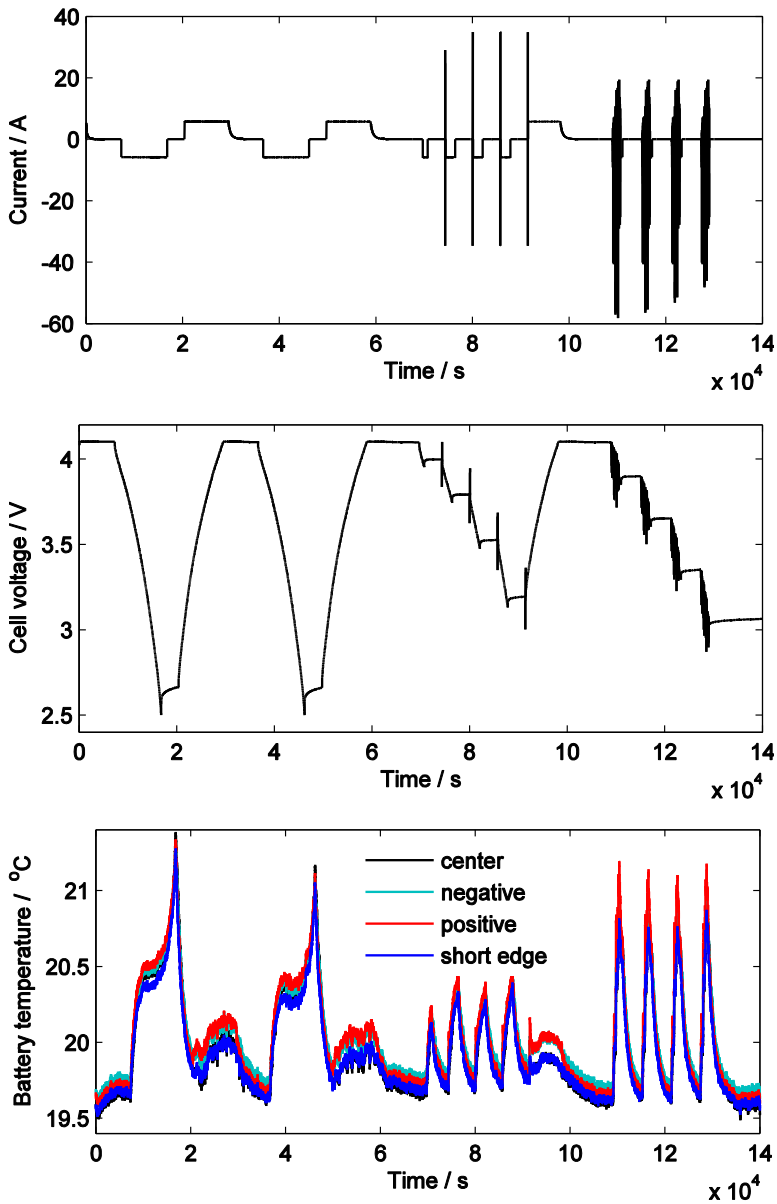 40
20
0
-20
-40
-60
Current / A
0 2 4 6 8 10 12 14
Time / s
x 10^4
4
3.5
3
2.5
Cell voltage / V
0 2 4 6 8 10 12 14
Time / s
x 10^4
21
20.5
20
19.5
Battery temperature / °C
center
negative
positive
short edge
0 2 4 6 8 10 12 14
Time / s
x 10^4